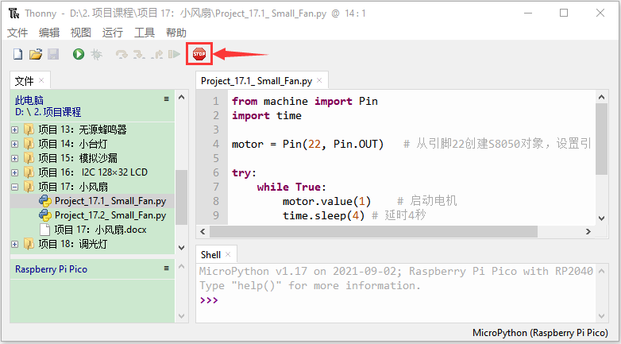 Thonny - D:\2. 项目课程\项目 17：小风扇\Project_17.1_ Small_Fan.py @ 14 : 1
文件 编辑 视图 运行 工具 帮助
STOP
文件
此电脑
D: \ 2. 项目课程
项目 13：无源蜂鸣器
项目 14：小台灯
项目 15：模拟沙漏
项目 16： I2C 128×32 LCD
项目 17：小风扇
Project_17.1_ Small_Fan.py
Project_17.2_ Small_Fan.py
项目 17：小风扇.docx
项目 18：调光灯
Raspberry Pi Pico
Project_17.1_ Small_Fan.py
1 from machine import Pin
2 import time
3
4 motor = Pin(22, Pin.OUT) # 从引脚22创建S8050对象，设置引
5
6 try:
7 while True:
8 motor.value(1) # 启动电机
9 time.sleep(4) # 延时4秒
Shell
MicroPython v1.17 on 2021-09-02; Raspberry Pi Pico with RP2040
Type "help()" for more information.
>>>
MicroPython (Raspberry Pi Pico)